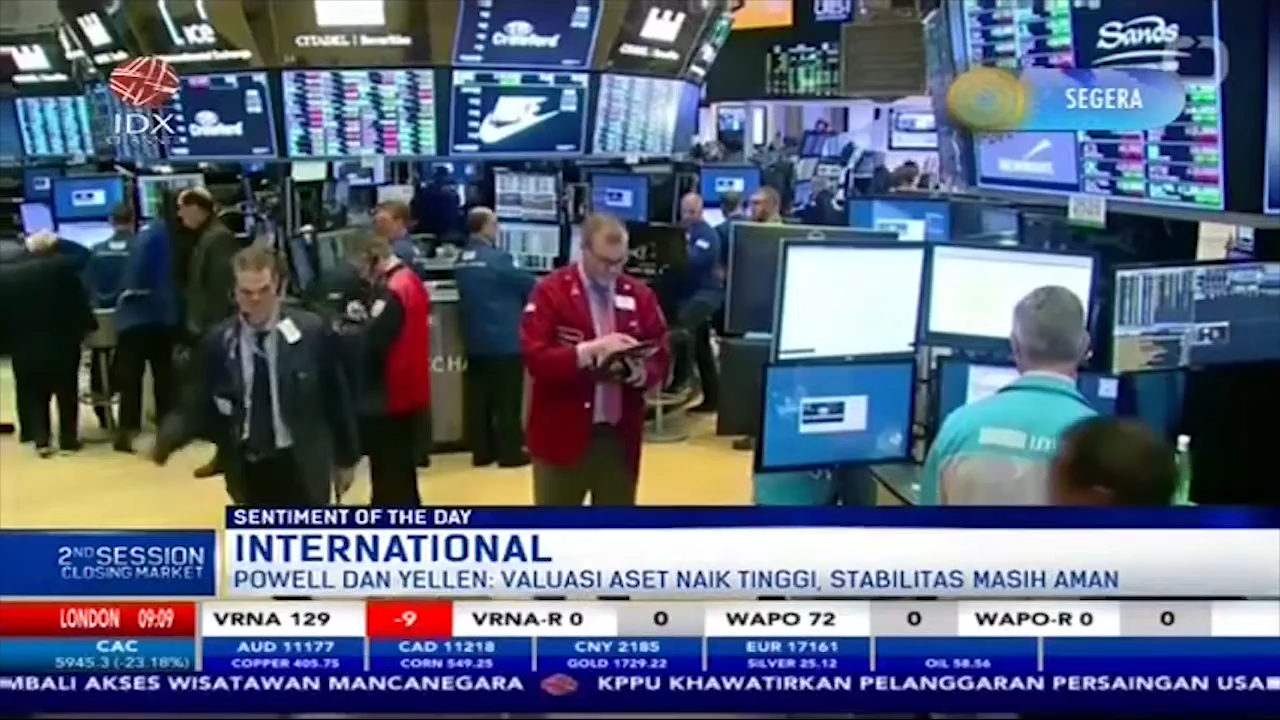 ice
CITADEL | Securities
Crawford
Sands
IDX
CHANNEL
Crawford
SEGERA
SENTIMENT OF THE DAY
2ND SESSION
CLOSING MARKET
INTERNATIONAL
POWELL DAN YELLEN: VALUASI ASET NAIK TINGGI, STABILITAS MASIH AMAN
LONDON 09:09 VRNA 129 -9 VRNA-R 0 0 WAPO 72 0 WAPO-R 0 0
CAC AUD 11177 CAD 11218 CNY 2185 EUR 17161
5945.3 (-23.18%) COPPER 405.75 CORN 549.25 GOLD 1729.22 SILVER 25.12 OIL 58.56
MBALI AKSES WISATAWAN MANCANEGARA KPPU KHAWATIRKAN PELANGGARAN PERSAINGAN USA